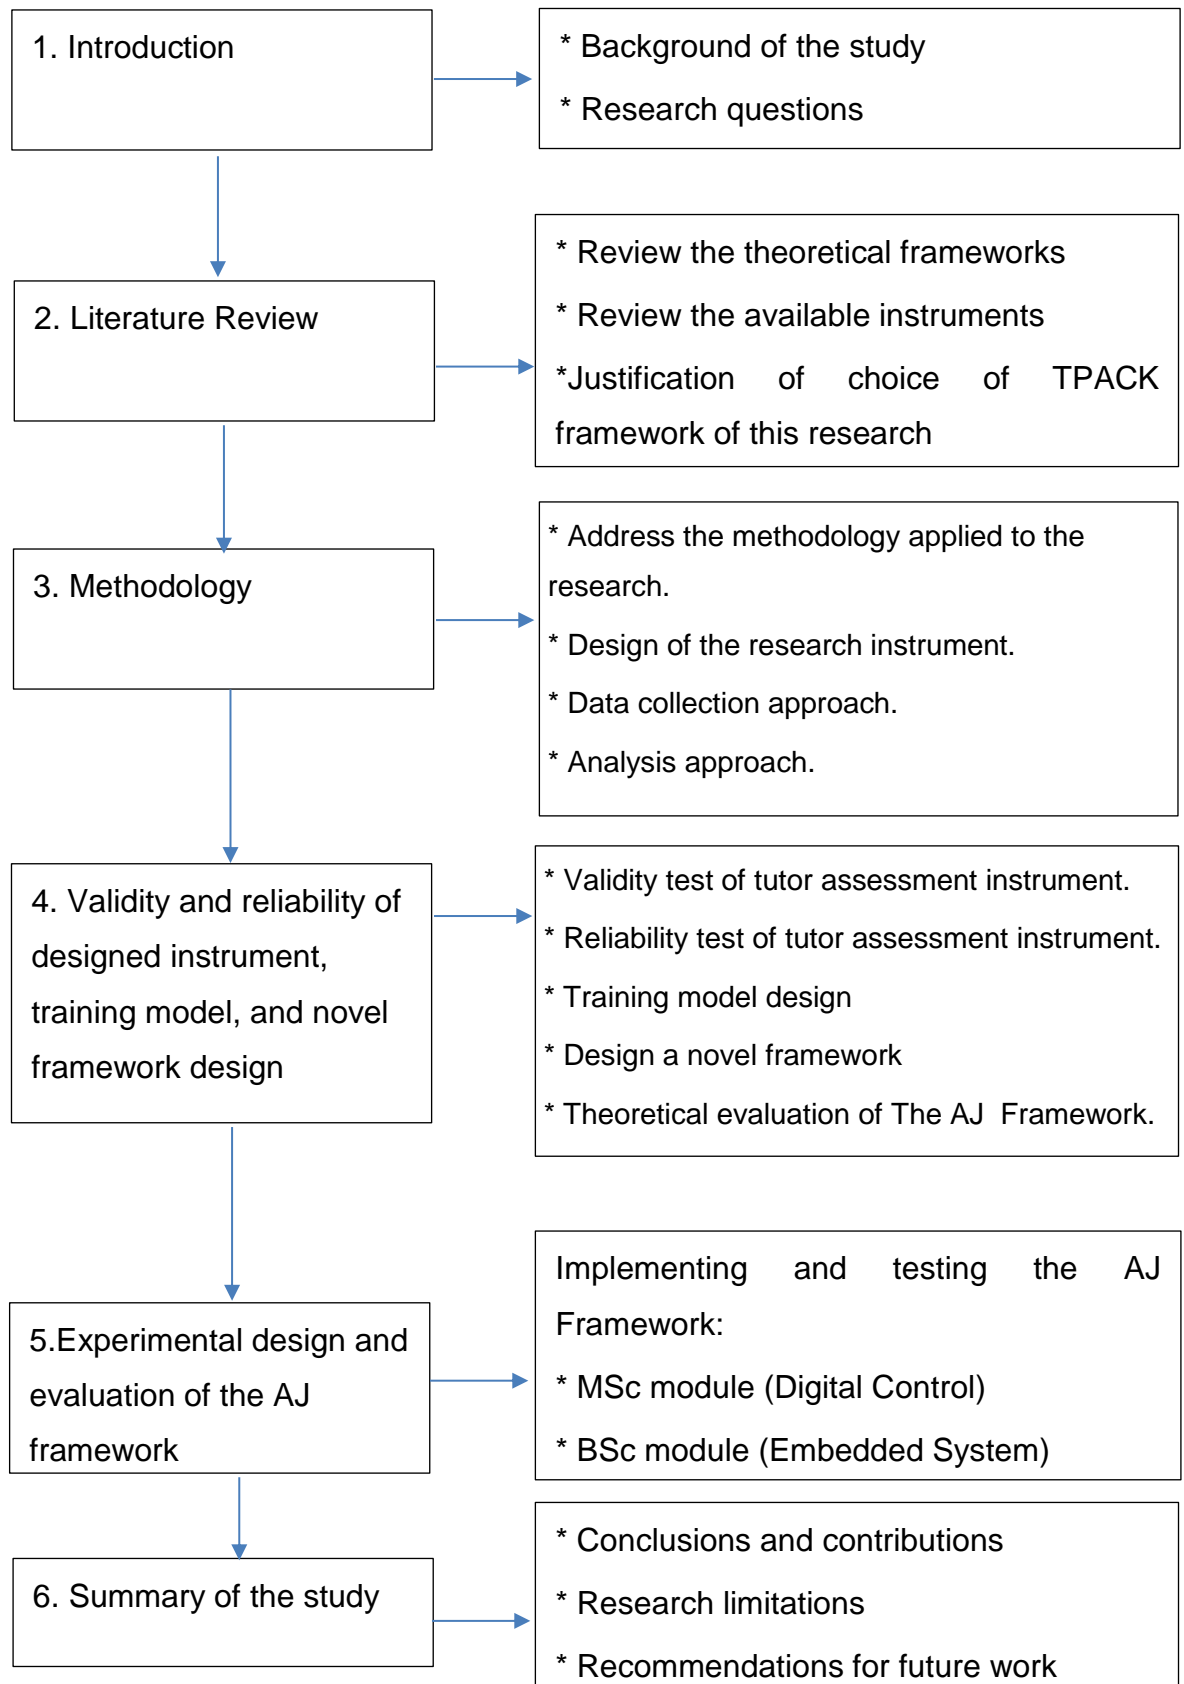 1. Introduction
* Background of the study
* Research questions
2. Literature Review
* Review the theoretical frameworks
* Review the available instruments
*Justification of choice of TPACK
framework of this research
3. Methodology
* Address the methodology applied to the
research.
* Design of the research instrument.
* Data collection approach.
* Analysis approach.
4. Validity and reliability of
designed instrument,
training model, and novel
framework design
* Validity test of tutor assessment instrument.
* Reliability test of tutor assessment instrument.
* Training model design
* Design a novel framework
* Theoretical evaluation of The AJ Framework.
5.Experimental design and
evaluation of the AJ
framework
Implementing and testing the AJ
Framework:
* MSc module (Digital Control)
* BSc module (Embedded System)
6. Summary of the study
* Conclusions and contributions
* Research limitations
* Recommendations for future work